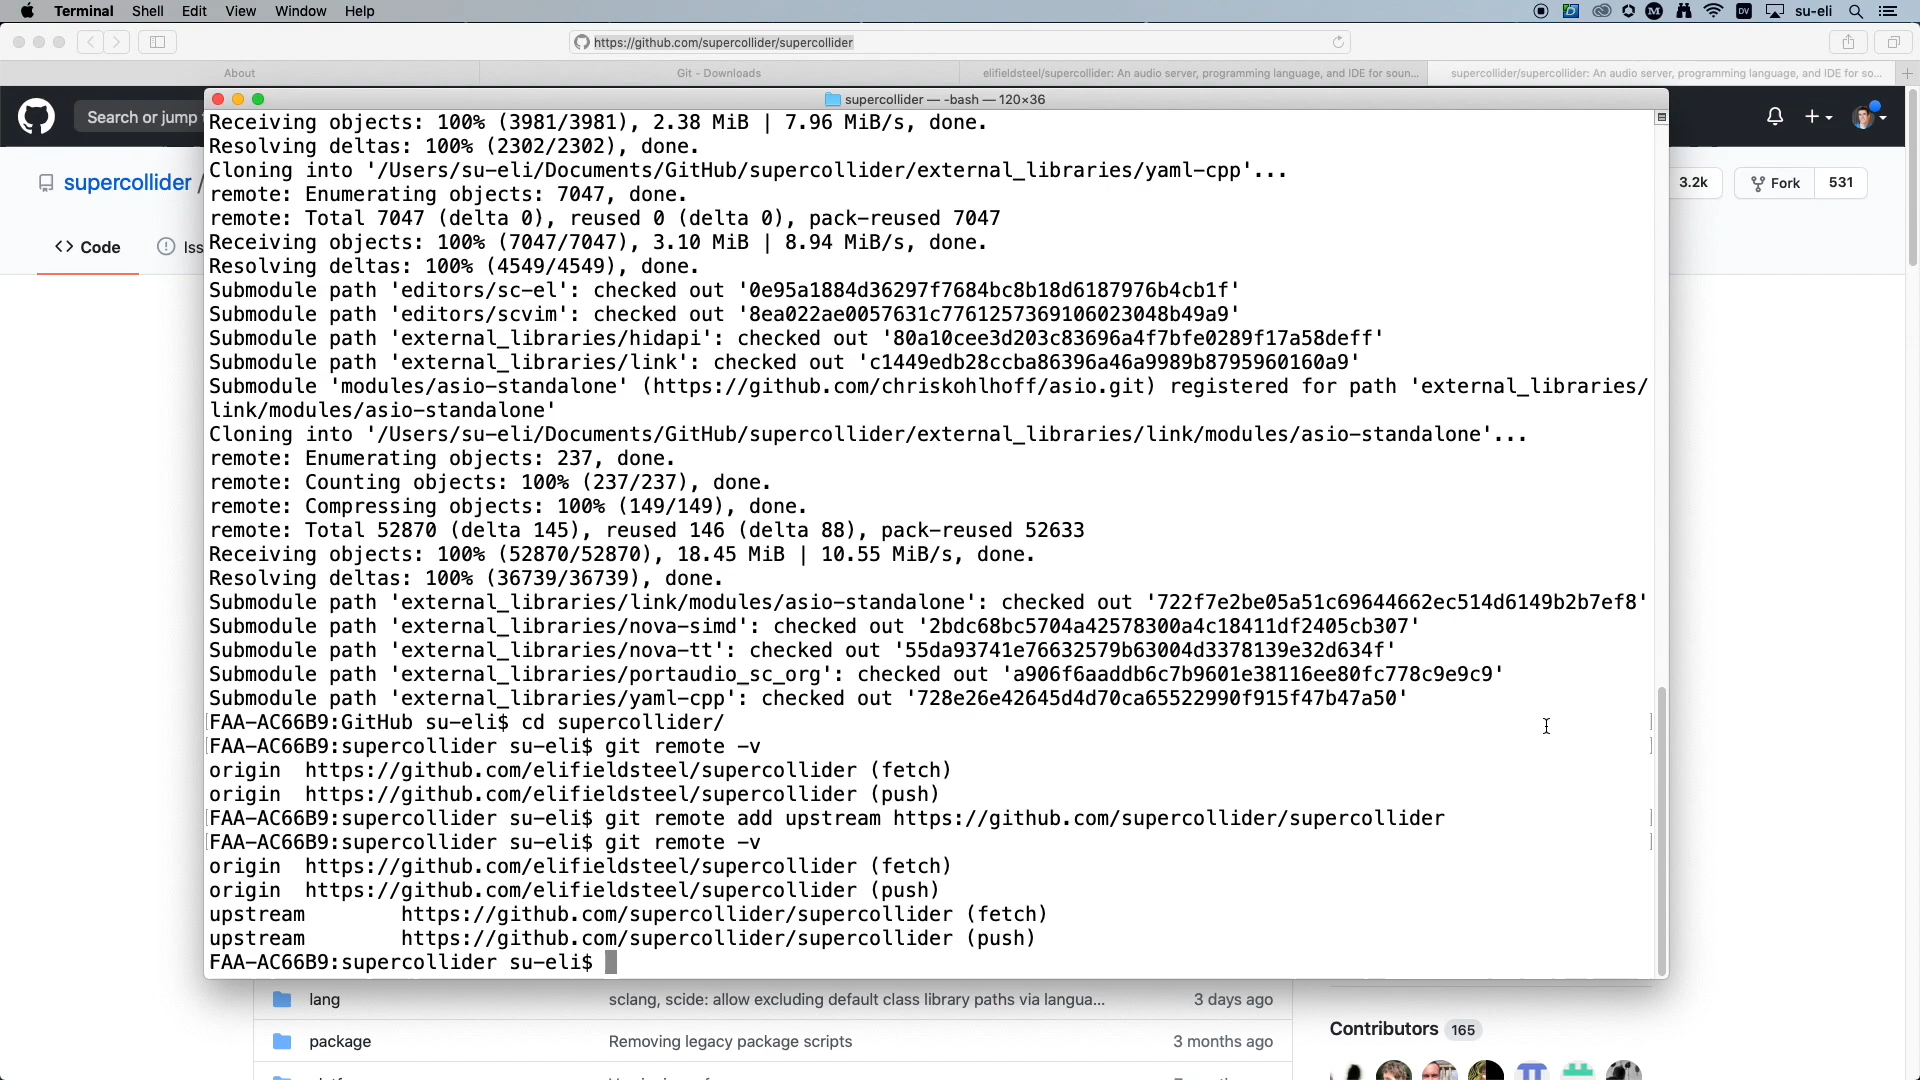 Terminal Shell Edit View Window Help
su-eli
https://github.com/supercollider/supercollider
About
Git - Downloads
elifieldsteel/supercollider: An audio server, programming language, and IDE for soun...
supercollider/supercollider: An audio server, programming language, and IDE for so...
Search or jump
supercollider /
3.2k
Fork
531
Code
Iss
supercollider — -bash — 120×36
Receiving objects: 100% (3981/3981), 2.38 MiB | 7.96 MiB/s, done.
Resolving deltas: 100% (2302/2302), done.
Cloning into '/Users/su-eli/Documents/GitHub/supercollider/external_libraries/yaml-cpp'...
remote: Enumerating objects: 7047, done.
remote: Total 7047 (delta 0), reused 0 (delta 0), pack-reused 7047
Receiving objects: 100% (7047/7047), 3.10 MiB | 8.94 MiB/s, done.
Resolving deltas: 100% (4549/4549), done.
Submodule path 'editors/sc-el': checked out '0e95a1884d36297f7684bc8b18d6187976b4cb1f'
Submodule path 'editors/scvim': checked out '8ea022ae0057631c7761257369106023048b49a9'
Submodule path 'external_libraries/hidapi': checked out '80a10cee3d203c83696a4f7bfe0289f17a58deff'
Submodule path 'external_libraries/link': checked out 'c1449edb28ccba86396a46a9989b8795960160a9'
Submodule 'modules/asio-standalone' (https://github.com/chriskohlhoff/asio.git) registered for path 'external_libraries/
link/modules/asio-standalone'
Cloning into '/Users/su-eli/Documents/GitHub/supercollider/external_libraries/link/modules/asio-standalone'...
remote: Enumerating objects: 237, done.
remote: Counting objects: 100% (237/237), done.
remote: Compressing objects: 100% (149/149), done.
remote: Total 52870 (delta 145), reused 146 (delta 88), pack-reused 52633
Receiving objects: 100% (52870/52870), 18.45 MiB | 10.55 MiB/s, done.
Resolving deltas: 100% (36739/36739), done.
Submodule path 'external_libraries/link/modules/asio-standalone': checked out '722f7e2be05a51c69644662ec514d6149b2b7ef8'
Submodule path 'external_libraries/nova-simd': checked out '2bdc68bc5704a42578300a4c18411df2405cb307'
Submodule path 'external_libraries/nova-tt': checked out '55da93741e76632579b63004d3378139e32d634f'
Submodule path 'external_libraries/portaudio_sc_org': checked out 'a906f6aaddb6c7b9601e38116ee80fc778c9e9c9'
Submodule path 'external_libraries/yaml-cpp': checked out '728e26e42645d4d70ca65522990f915f47b47a50'
FAA-AC66B9:GitHub su-eli$ cd supercollider/
FAA-AC66B9:supercollider su-eli$ git remote -v
origin https://github.com/elifieldsteel/supercollider (fetch)
origin https://github.com/elifieldsteel/supercollider (push)
FAA-AC66B9:supercollider su-eli$ git remote add upstream https://github.com/supercollider/supercollider
FAA-AC66B9:supercollider su-eli$ git remote -v
origin https://github.com/elifieldsteel/supercollider (fetch)
origin https://github.com/elifieldsteel/supercollider (push)
upstream https://github.com/supercollider/supercollider (fetch)
upstream https://github.com/supercollider/supercollider (push)
FAA-AC66B9:supercollider su-eli$
lang
sclang, scide: allow excluding default class library paths via langua...
3 days ago
package
Removing legacy package scripts
3 months ago
Contributors 165